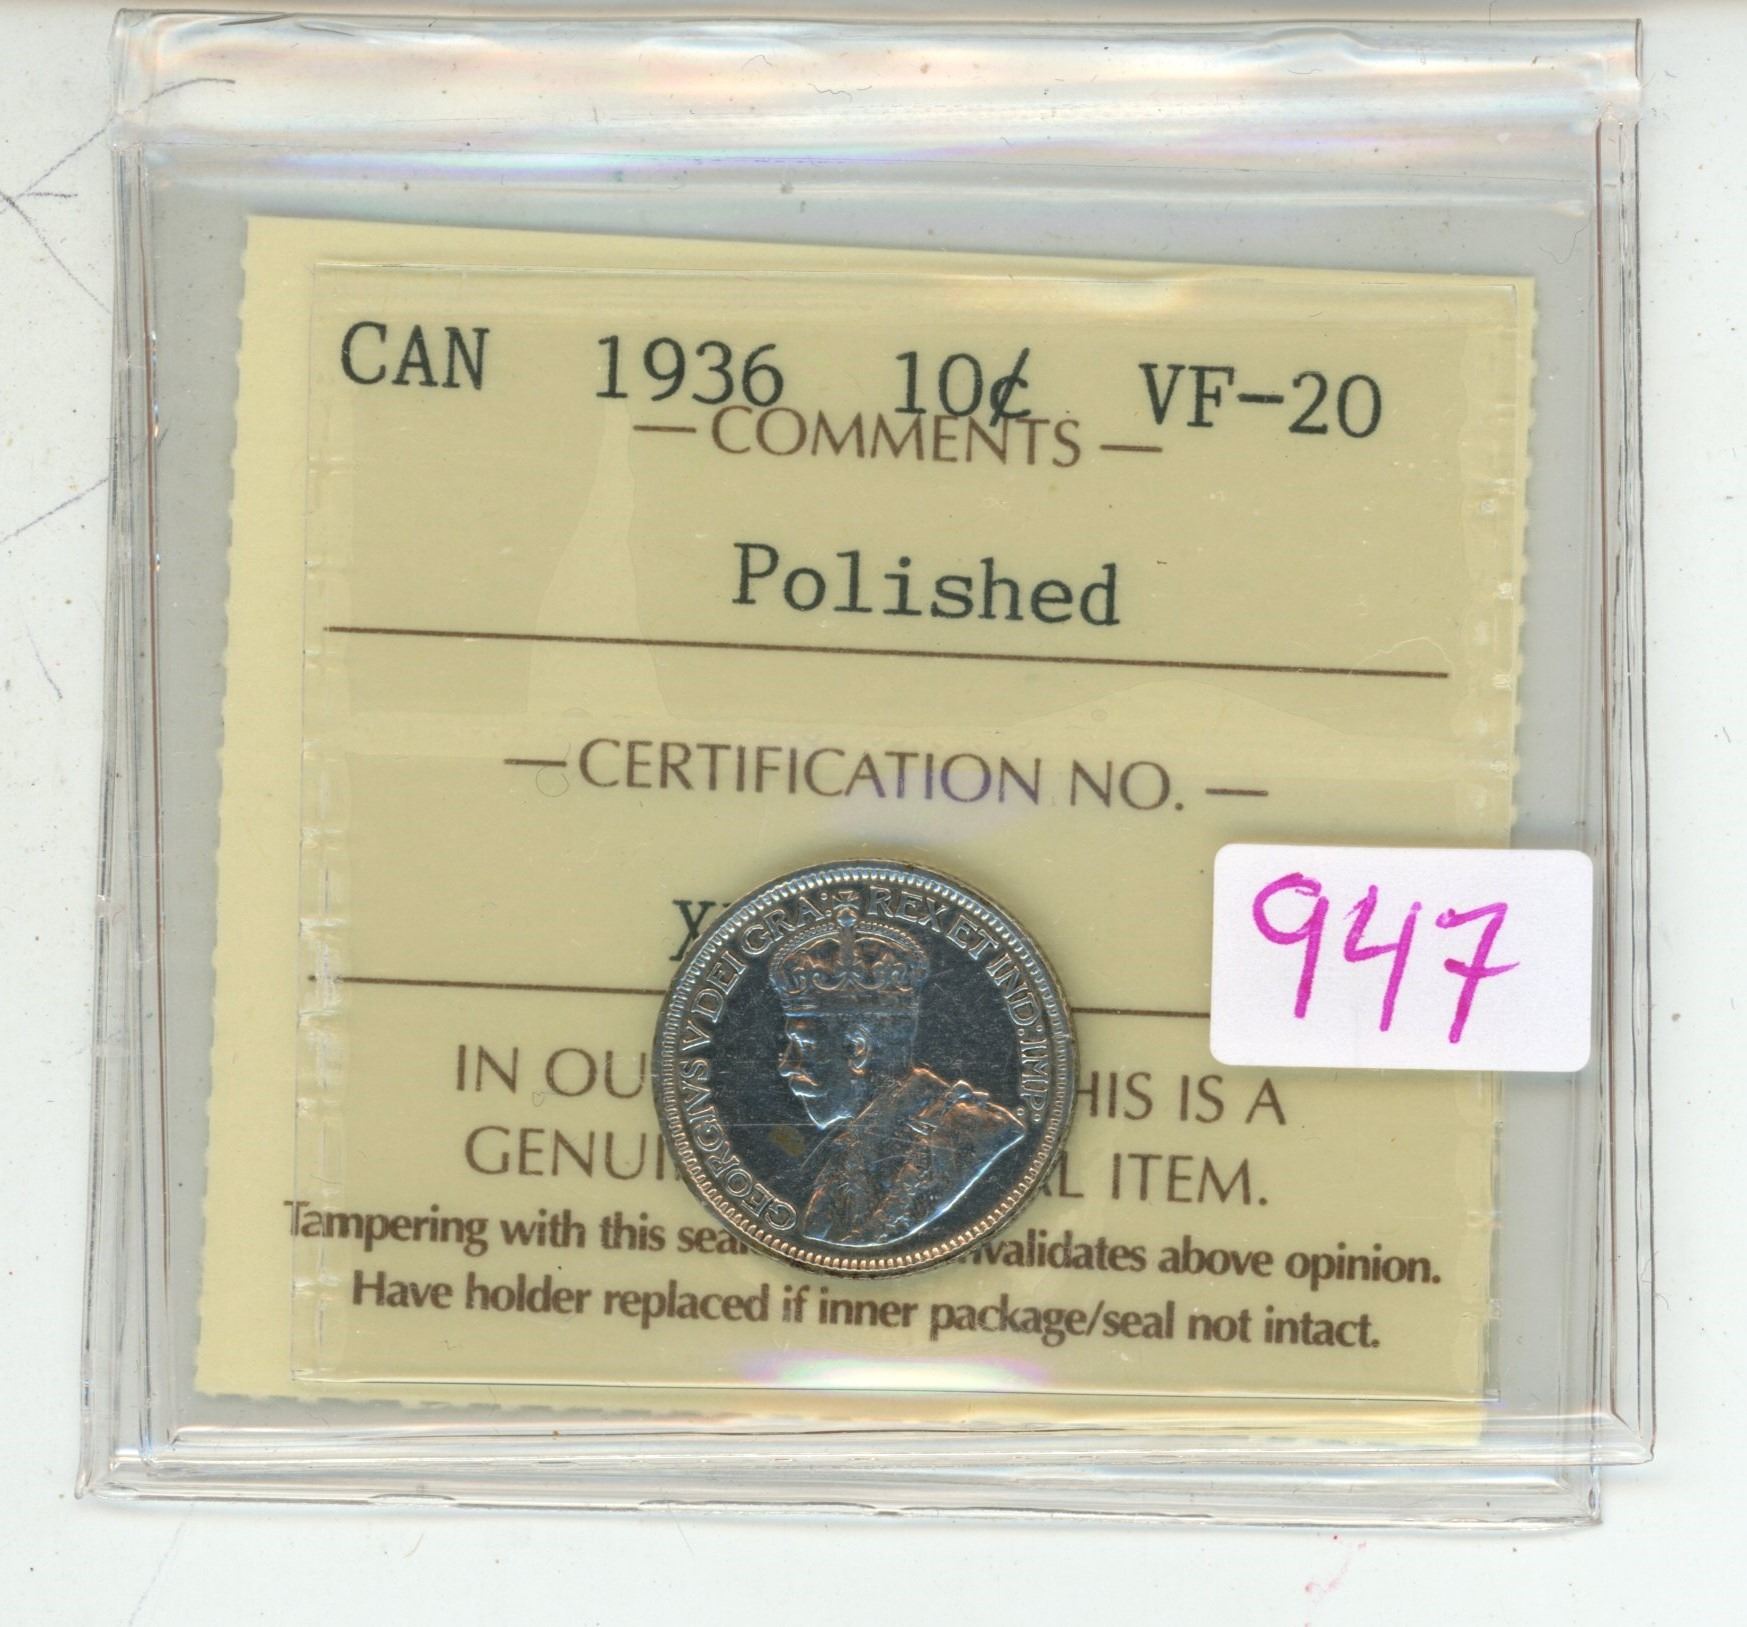 CAN 1936 10¢ VF-20
— COMMENTS —
Polished
— CERTIFICATION NO. —
947
GEORGIVS V DEI GRA: REX ET IND: IMP:
IN OU HIS IS A
GENUI L ITEM.
Tampering with this sea nvalidates above opinion.
Have holder replaced if inner package/seal not intact.